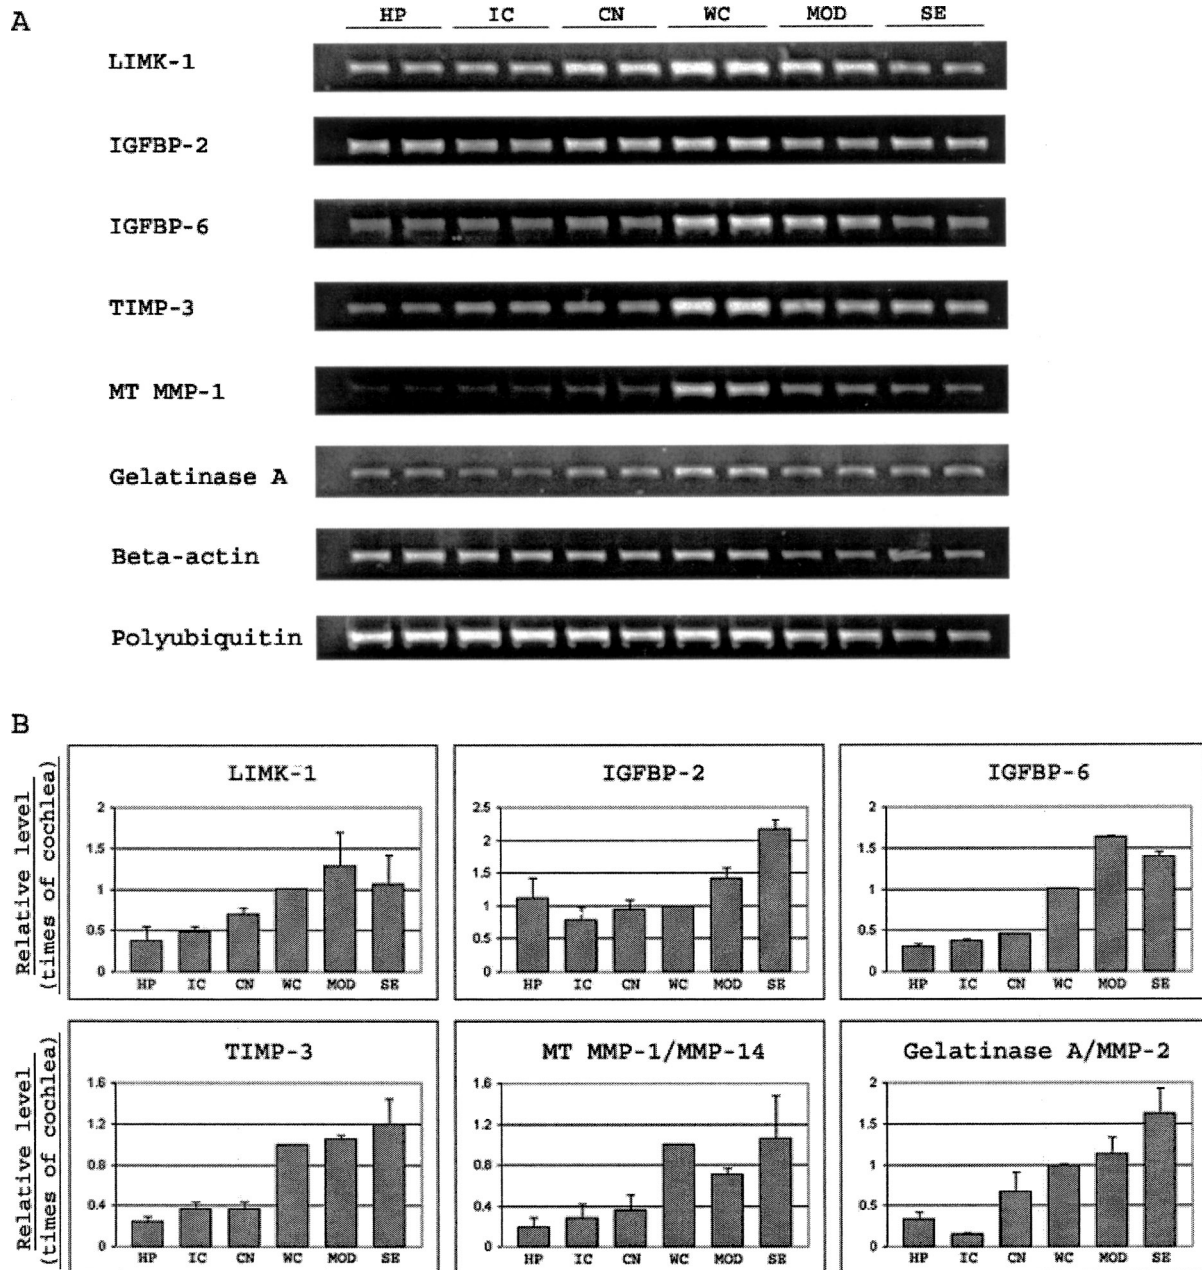 A
HP IC CN WC MOD SE
LIMK-1
IGFBP-2
IGFBP-6
TIMP-3
MT MMP-1
Gelatinase A
Beta-actin
Polyubiquitin
B
Relative level
(times of cochlea)
LIMK-1
2
1.5
1
0.5
0
HP IC CN WC MOD SE
IGFBP-2
2.5
2
1.5
1
0.5
0
HP IC CN WC MOD SE
IGFBP-6
2
1.5
1
0.5
0
HP IC CN WC MOD SE
Relative level
(times of cochlea)
TIMP-3
1.6
1.2
0.8
0.4
0
HP IC CN WC MOD SE
MT MMP-1/MMP-14
1.6
1.2
0.8
0.4
0
HP IC CN WC MOD SE
Gelatinase A/MMP-2
2
1.5
1
0.5
0
HP IC CN WC MOD SE